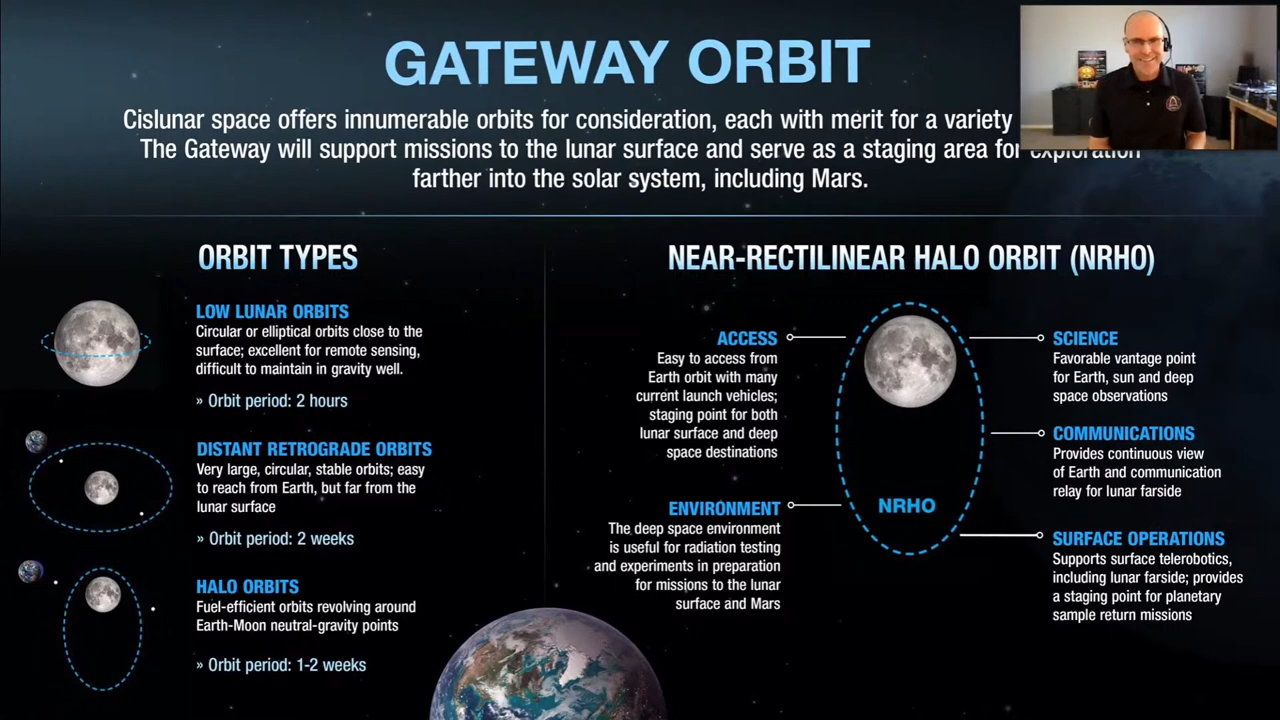 GATEWAY ORBIT
Cislunar space offers innumerable orbits for consideration, each with merit for a variety
The Gateway will support missions to the lunar surface and serve as a staging area for exploration
farther into the solar system, including Mars.
ORBIT TYPES
LOW LUNAR ORBITS
Circular or elliptical orbits close to the
surface; excellent for remote sensing,
difficult to maintain in gravity well.
» Orbit period: 2 hours
DISTANT RETROGRADE ORBITS
Very large, circular, stable orbits; easy
to reach from Earth, but far from the
lunar surface
» Orbit period: 2 weeks
HALO ORBITS
Fuel-efficient orbits revolving around
Earth-Moon neutral-gravity points
» Orbit period: 1-2 weeks
NEAR-RECTILINEAR HALO ORBIT (NRHO)
ACCESS
Easy to access from
Earth orbit with many
current launch vehicles;
staging point for both
lunar surface and deep
space destinations
ENVIRONMENT
The deep space environment
is useful for radiation testing
and experiments in preparation
for missions to the lunar
surface and Mars
NRHO
SCIENCE
Favorable vantage point
for Earth, sun and deep
space observations
COMMUNICATIONS
Provides continuous view
of Earth and communication
relay for lunar farside
SURFACE OPERATIONS
Supports surface telerobotics,
including lunar farside; provides
a staging point for planetary
sample return missions